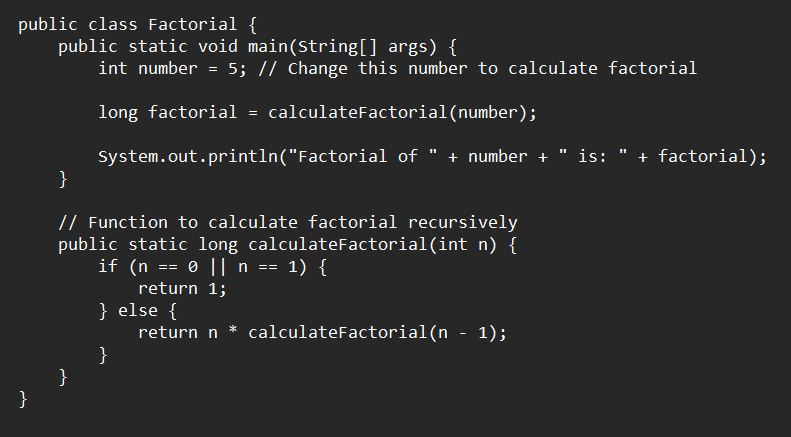 public class Factorial {
    public static void main(String[] args) {
        int number = 5; // Change this number to calculate factorial

        long factorial = calculateFactorial(number);

        System.out.println("Factorial of " + number + " is: " + factorial);
    }

    // Function to calculate factorial recursively
    public static long calculateFactorial(int n) {
        if (n == 0 || n == 1) {
            return 1;
        } else {
            return n * calculateFactorial(n - 1);
        }
    }
}